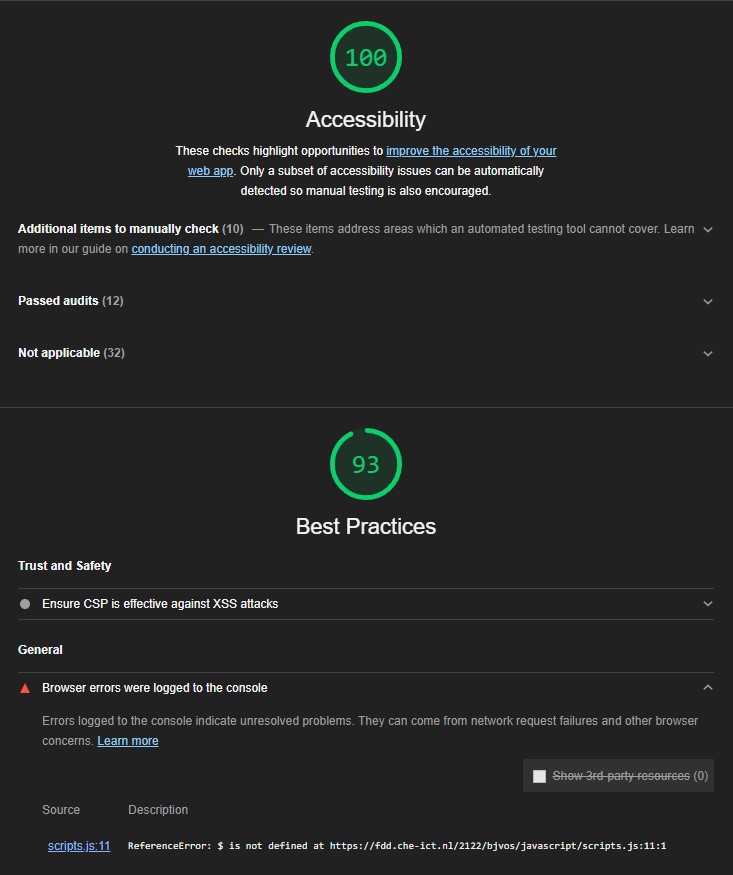 100
Accessibility
These checks highlight opportunities to improve the accessibility of your
web app. Only a subset of accessibility issues can be automatically
detected so manual testing is also encouraged.
Additional items to manually check (10) — These items address areas which an automated testing tool cannot cover. Learn
more in our guide on conducting an accessibility review.
Passed audits (12)
Not applicable (32)
93
Best Practices
Trust and Safety
Ensure CSP is effective against XSS attacks
General
Browser errors were logged to the console
Errors logged to the console indicate unresolved problems. They can come from network request failures and other browser
concerns. Learn more
Show 3rd-party resources (0)
Source Description
scripts.js:11 ReferenceError: $ is not defined at https://fdd.che-ict.nl/2122/bjvos/javascript/scripts.js:11:1